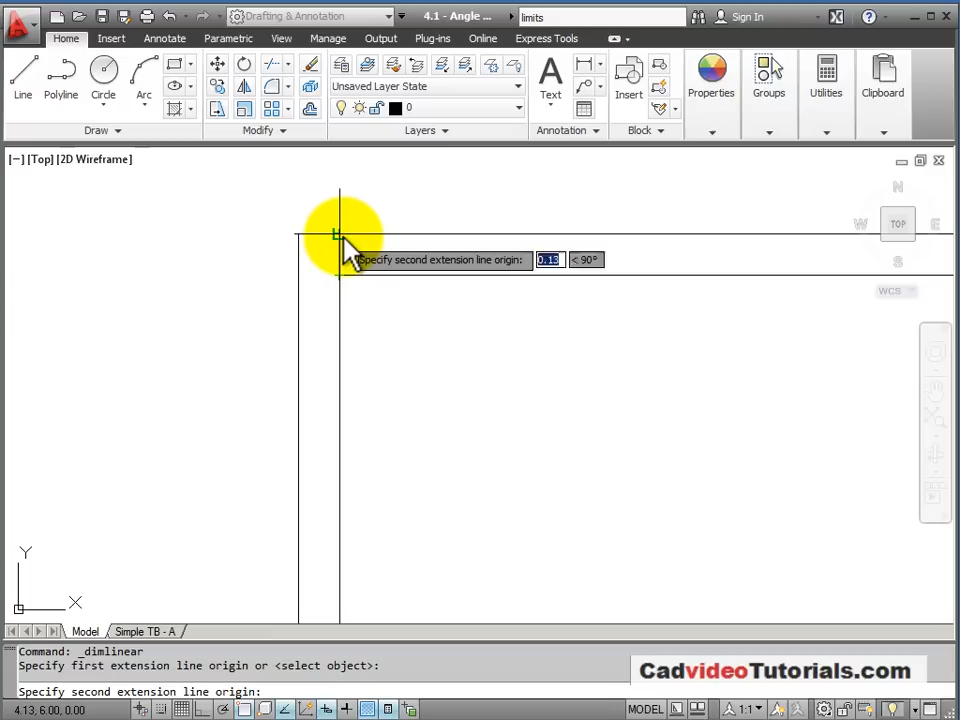 Drafting & Annotation
4.1 - Angle ...
limits
Sign In
Home Insert Annotate Parametric View Manage Output Plug-ins Online Express Tools
Line Polyline Circle Arc
Unsaved Layer State
0
Text
Insert
Properties
Groups
Utilities
Clipboard
Draw
Modify
Layers
Annotation
Block
[−] [Top] [2D Wireframe]
N
W TOP E
S
WCS
Specify second extension line origin: 0.13 < 90°
Y
X
Model Simple TB - A
Command: _dimlinear
Specify first extension line origin or <select object>:
Specify second extension line origin:
CadvideoTutorials.com
4.13, 6.00, 0.00
MODEL
1:1